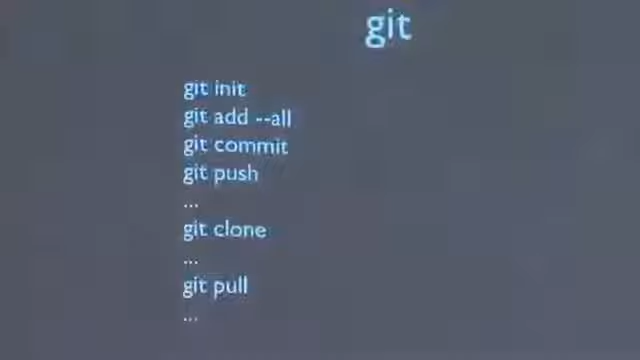 git
git init
git add --all
git commit
git push
...
git clone
...
git pull
...